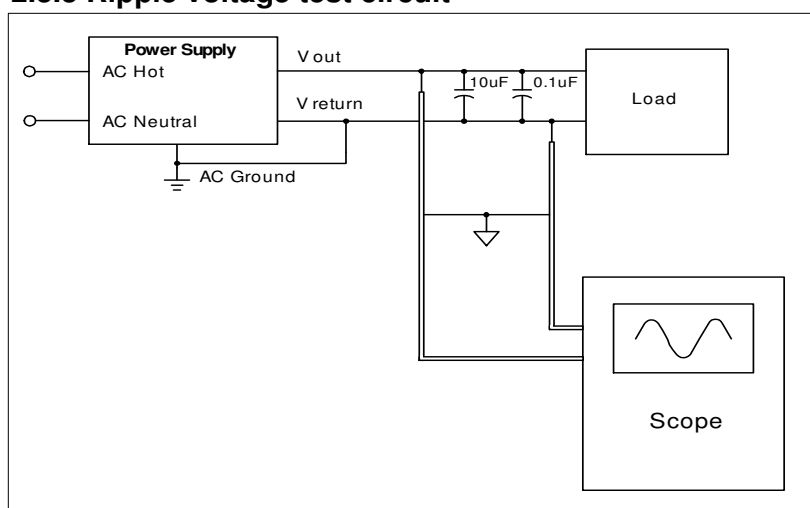 Power Supply
AC Hot
AC Neutral
V out
V return
AC Ground
10uF
0.1uF
Load
Scope